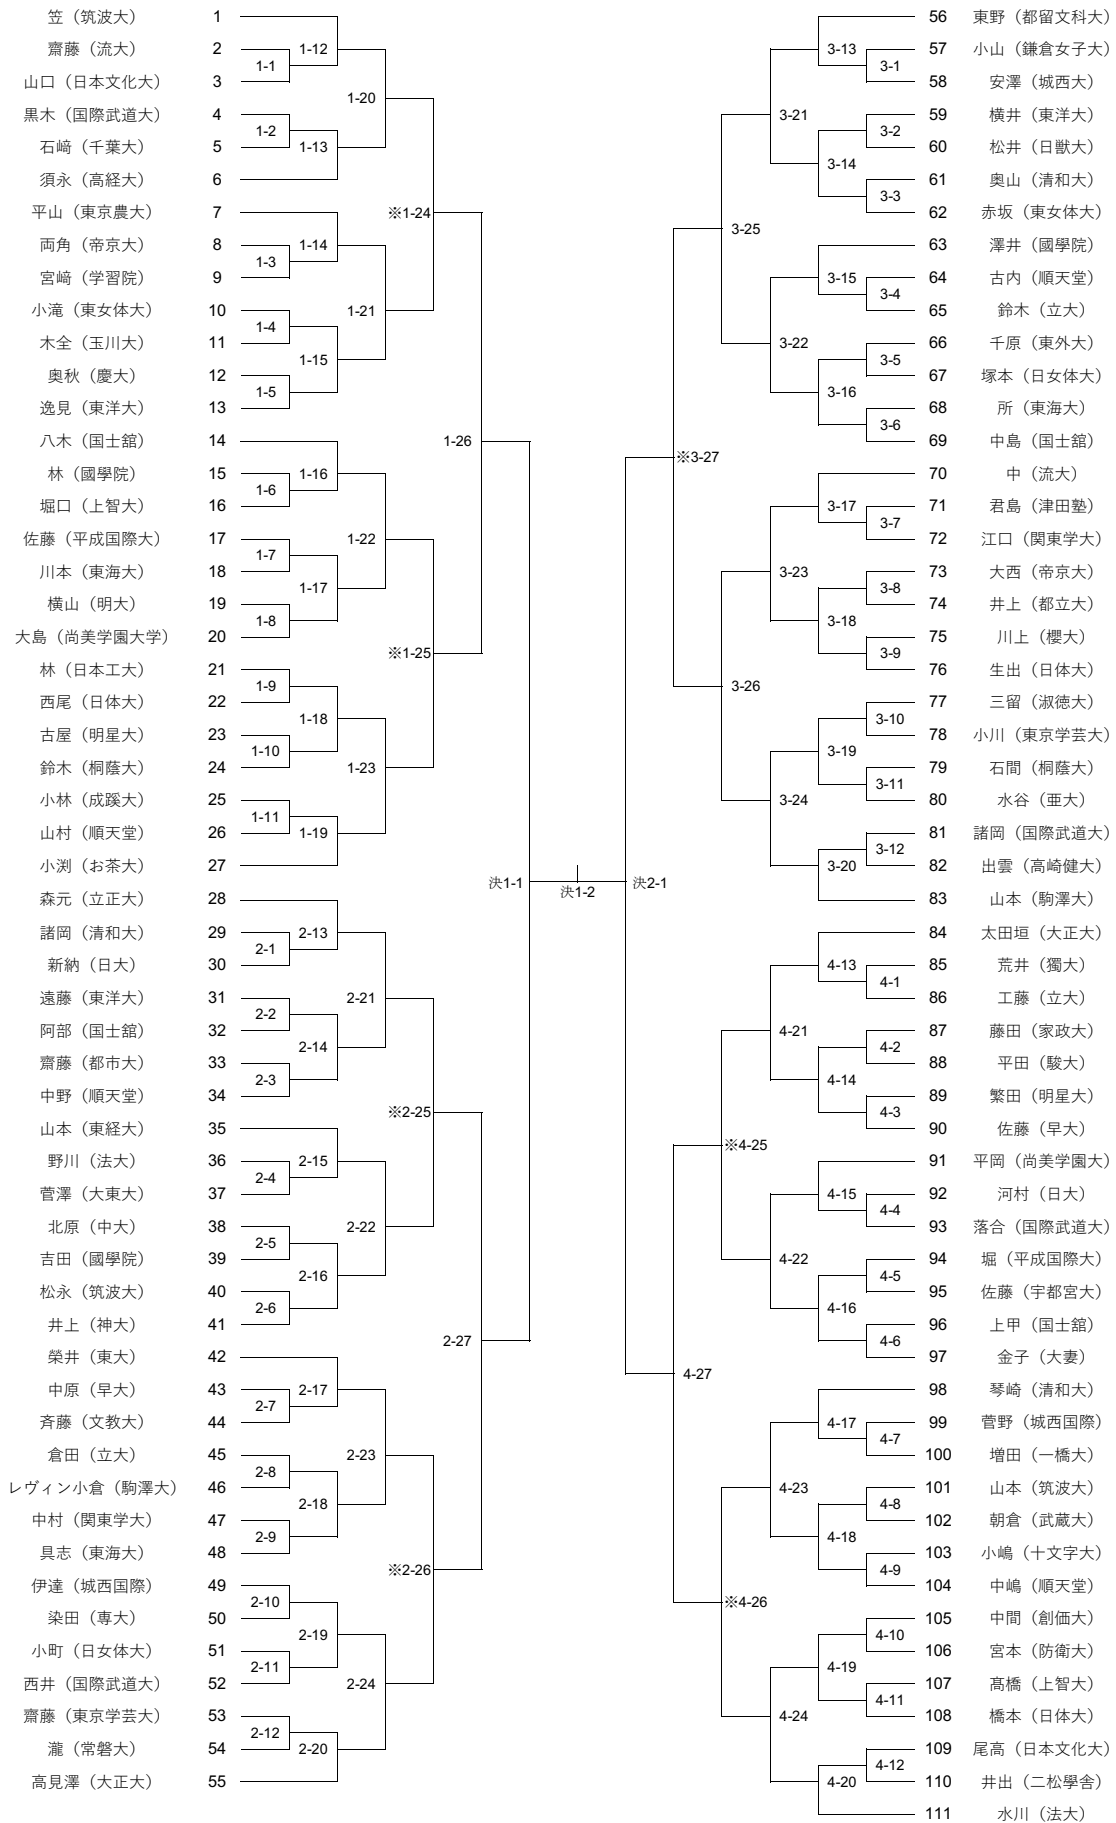 笠（筑波大） 1
齋藤（流大） 2
山口（日本文化大） 3
黒木（国際武道大） 4
石﨑（千葉大） 5
須永（高経大） 6
平山（東京農大） 7
両角（帝京大） 8
宮﨑（学習院） 9
小滝（東女体大） 10
木全（玉川大） 11
奥秋（慶大） 12
逸見（東洋大） 13
八木（国士舘） 14
林（國學院） 15
堀口（上智大） 16
佐藤（平成国際大） 17
川本（東海大） 18
横山（明大） 19
大島（尚美学園大学） 20
林（日本工大） 21
西尾（日体大） 22
古屋（明星大） 23
鈴木（桐蔭大） 24
小林（成蹊大） 25
山村（順天堂） 26
小渕（お茶大） 27
森元（立正大） 28
諸岡（清和大） 29
新納（日大） 30
遠藤（東洋大） 31
阿部（国士舘） 32
齋藤（都市大） 33
中野（順天堂） 34
山本（東経大） 35
野川（法大） 36
菅澤（大東大） 37
北原（中大） 38
吉田（國學院） 39
松永（筑波大） 40
井上（神大） 41
榮井（東大） 42
中原（早大） 43
斉藤（文教大） 44
倉田（立大） 45
レヴィン小倉（駒澤大） 46
中村（関東学大） 47
具志（東海大） 48
伊達（城西国際） 49
染田（専大） 50
小町（日女体大） 51
西井（国際武道大） 52
齋藤（東京学芸大） 53
瀧（常磐大） 54
高見澤（大正大） 55
1-1
1-2
1-3
1-4
1-5
1-6
1-7
1-8
1-9
1-10
1-11
2-1
2-2
2-3
2-4
2-5
2-6
2-7
2-8
2-9
2-10
2-11
2-12
1-12
1-13
1-14
1-15
1-16
1-17
1-18
1-19
2-13
2-14
2-15
2-16
2-17
2-18
2-19
2-20
1-20
1-21
1-22
1-23
2-21
2-22
2-23
2-24
※1-24
※1-25
※2-25
※2-26
1-26
2-27
決1-1
決1-2
決2-1
※3-27
4-27
3-25
3-26
※4-25
※4-26
3-21
3-22
3-23
3-24
4-21
4-22
4-23
4-24
3-13
3-14
3-15
3-16
3-17
3-18
3-19
3-20
4-13
4-14
4-15
4-16
4-17
4-18
4-19
4-20
3-1
3-2
3-3
3-4
3-5
3-6
3-7
3-8
3-9
3-10
3-11
3-12
4-1
4-2
4-3
4-4
4-5
4-6
4-7
4-8
4-9
4-10
4-11
4-12
56 東野（都留文科大）
57 小山（鎌倉女子大）
58 安澤（城西大）
59 横井（東洋大）
60 松井（日獣大）
61 奥山（清和大）
62 赤坂（東女体大）
63 澤井（國學院）
64 古内（順天堂）
65 鈴木（立大）
66 千原（東外大）
67 塚本（日女体大）
68 所（東海大）
69 中島（国士舘）
70 中（流大）
71 君島（津田塾）
72 江口（関東学大）
73 大西（帝京大）
74 井上（都立大）
75 川上（櫻大）
76 生出（日体大）
77 三留（淑徳大）
78 小川（東京学芸大）
79 石間（桐蔭大）
80 水谷（亜大）
81 諸岡（国際武道大）
82 出雲（高崎健大）
83 山本（駒澤大）
84 太田垣（大正大）
85 荒井（獨大）
86 工藤（立大）
87 藤田（家政大）
88 平田（駿大）
89 繁田（明星大）
90 佐藤（早大）
91 平岡（尚美学園大）
92 河村（日大）
93 落合（国際武道大）
94 堀（平成国際大）
95 佐藤（宇都宮大）
96 上甲（国士舘）
97 金子（大妻）
98 琴崎（清和大）
99 菅野（城西国際）
100 増田（一橋大）
101 山本（筑波大）
102 朝倉（武蔵大）
103 小嶋（十文字大）
104 中嶋（順天堂）
105 中間（創価大）
106 宮本（防衛大）
107 髙橋（上智大）
108 橋本（日体大）
109 尾高（日本文化大）
110 井出（二松學舎）
111 水川（法大）